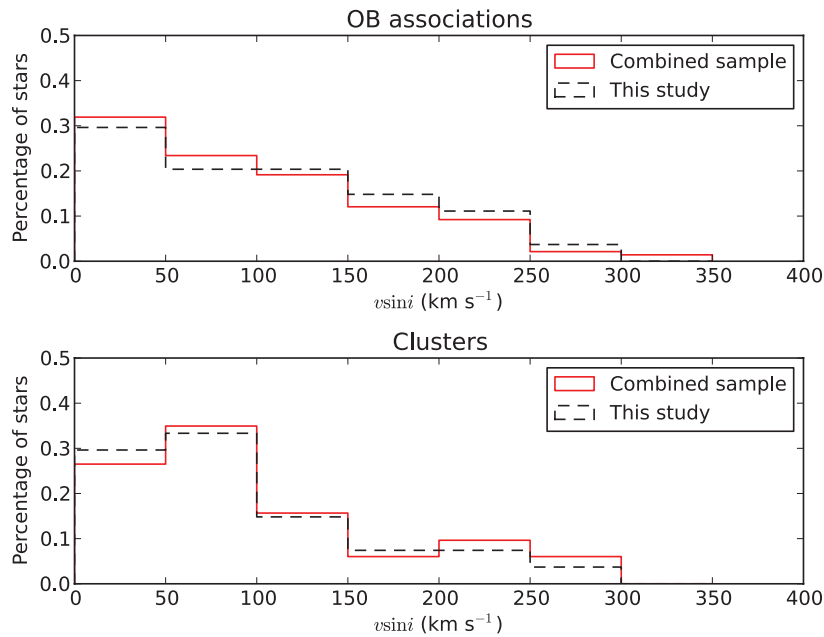 OB associations
Combined sample
This study
Percentage of stars
0.5
0.4
0.3
0.2
0.1
0.0
0 50 100 150 200 250 300 350 400
vsini (km s⁻¹)
Clusters
Combined sample
This study
Percentage of stars
0.5
0.4
0.3
0.2
0.1
0.0
0 50 100 150 200 250 300 350 400
vsini (km s⁻¹)